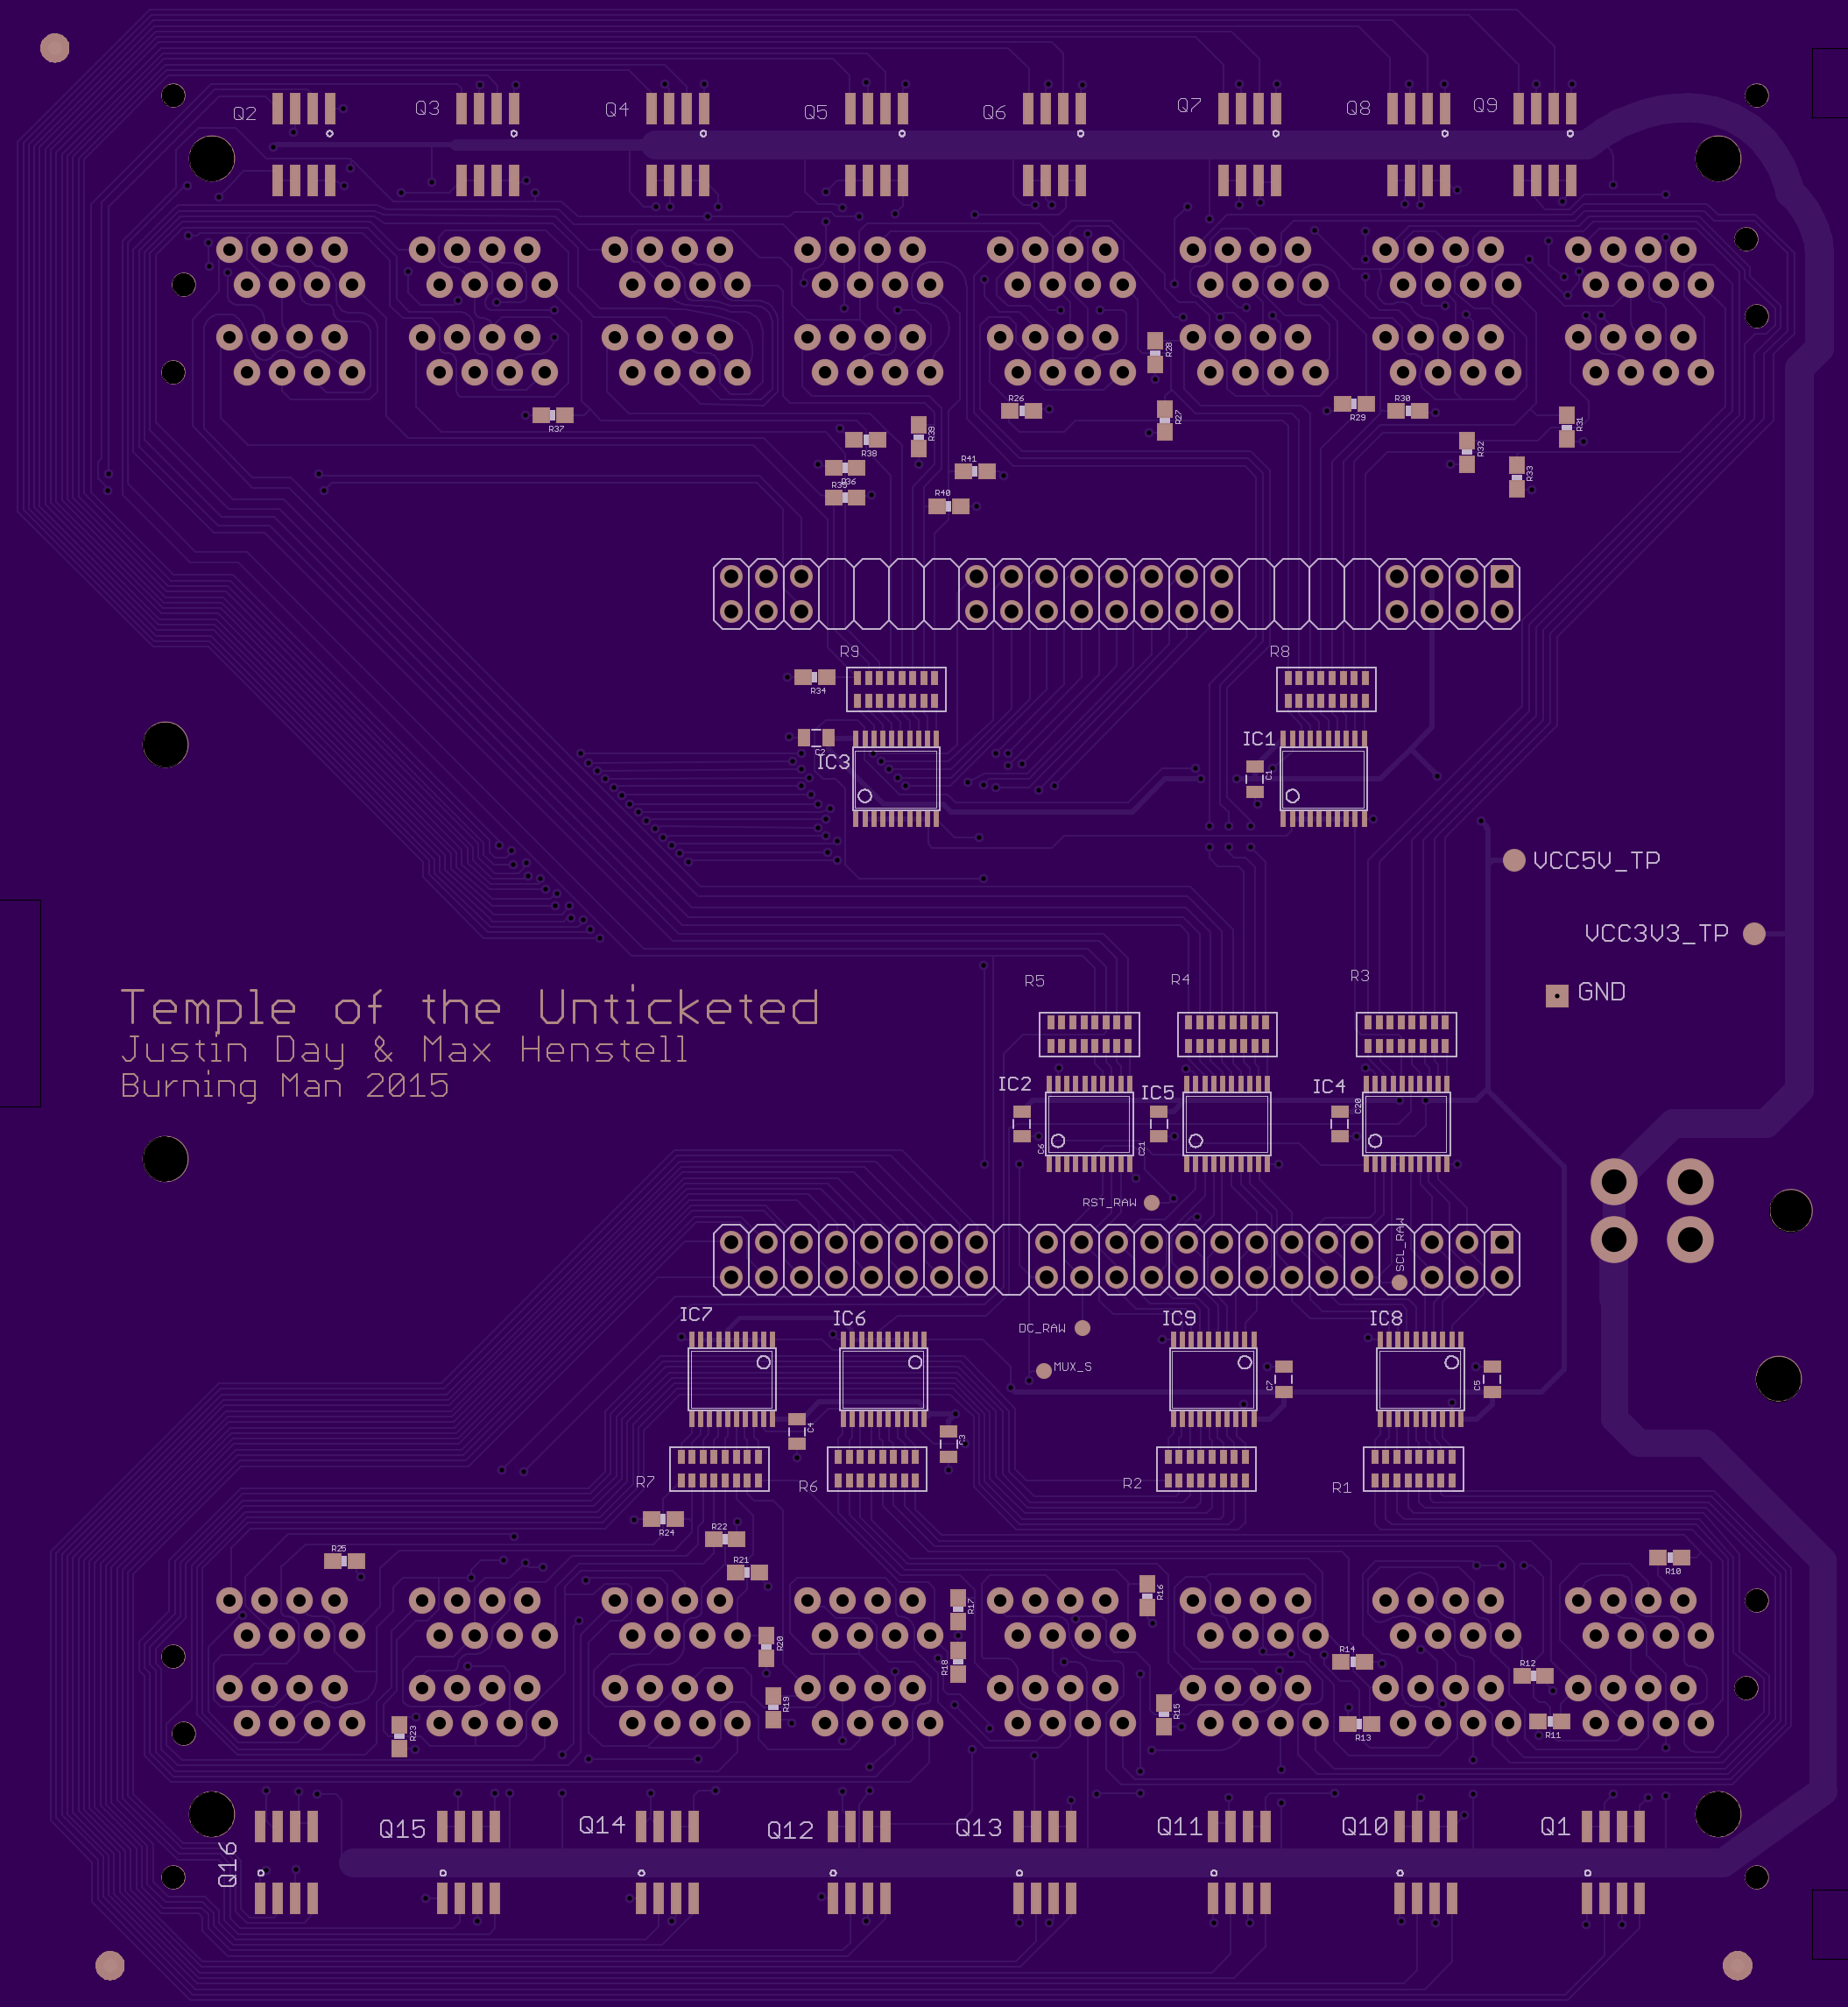 Q2 Q3 Q4 Q5 Q6 Q7 Q8 Q9
R28
R37
R38
R39
R36
R35
R41
R40
R26
R27
R29
R30
R31
R32
R33
R9
R8
R34
C2
IC3
IC1
C1
VCC5V_TP
VCC3V3_TP
GND
R5
R4
R3
Temple of the Unticketed
Justin Day & Max Henstell
Burning Man 2015
IC2
IC5
IC4
C20
C6
C21
RST_RAW
SCL_RAW
IC7
IC6
DC_RAW
MUX_S
IC9
IC8
C7
C5
C4
C3
R7
R6
R2
R1
R24
R22
R21
R25
R10
R17
R16
R20
R18
R14
R12
R19
R15
R13
R11
R23
Q16 Q15 Q14 Q12 Q13 Q11 Q10 Q1